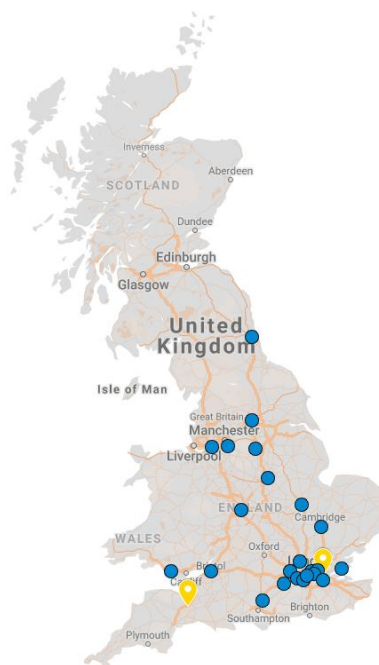 Inverness
SCOTLAND
Aberdeen
Dundee
Edinburgh
Glasgow
United
Kingdom
Isle of Man
Great Britain
Manchester
Liverpool
ENGLAND
Cambridge
WALES
Oxford
Bristol
Cardiff
Southampton
Brighton
Plymouth